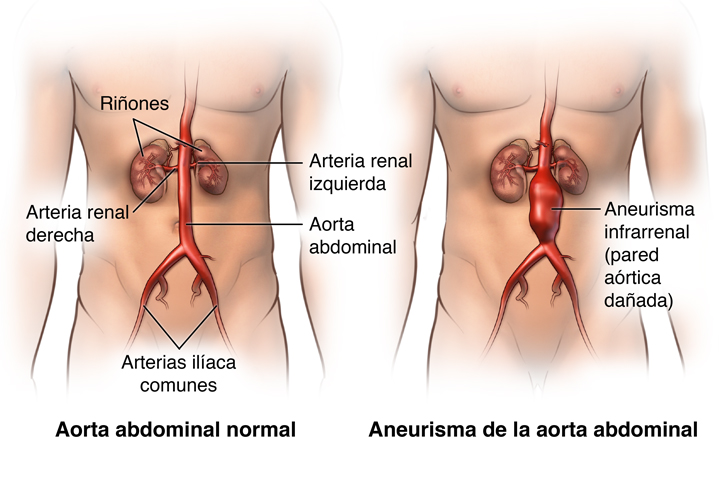 Riñones
Arteria renal
izquierda
Arteria renal
derecha
Aorta
abdominal
Arterias ilíaca
comunes
Aorta abdominal normal
Aneurisma
infrarrenal
(pared
aórtica
dañada)
Aneurisma de la aorta abdominal